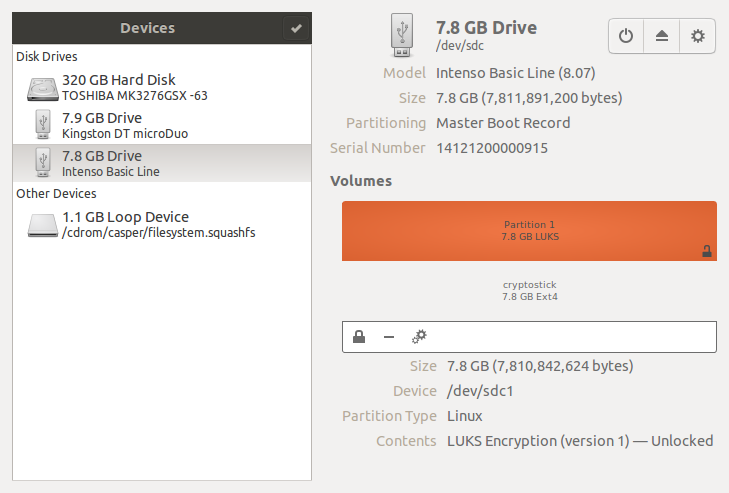 Devices
Disk Drives
320 GB Hard Disk
TOSHIBA MK3276GSX -63
7.9 GB Drive
Kingston DT microDuo
7.8 GB Drive
Intenso Basic Line
Other Devices
1.1 GB Loop Device
/cdrom/casper/filesystem.squashfs
7.8 GB Drive
/dev/sdc
Model Intenso Basic Line (8.07)
Size 7.8 GB (7,811,891,200 bytes)
Partitioning Master Boot Record
Serial Number 14121200000915
Volumes
Partition 1
7.8 GB LUKS
cryptostick
7.8 GB Ext4
Size 7.8 GB (7,810,842,624 bytes)
Device /dev/sdc1
Partition Type Linux
Contents LUKS Encryption (version 1) — Unlocked